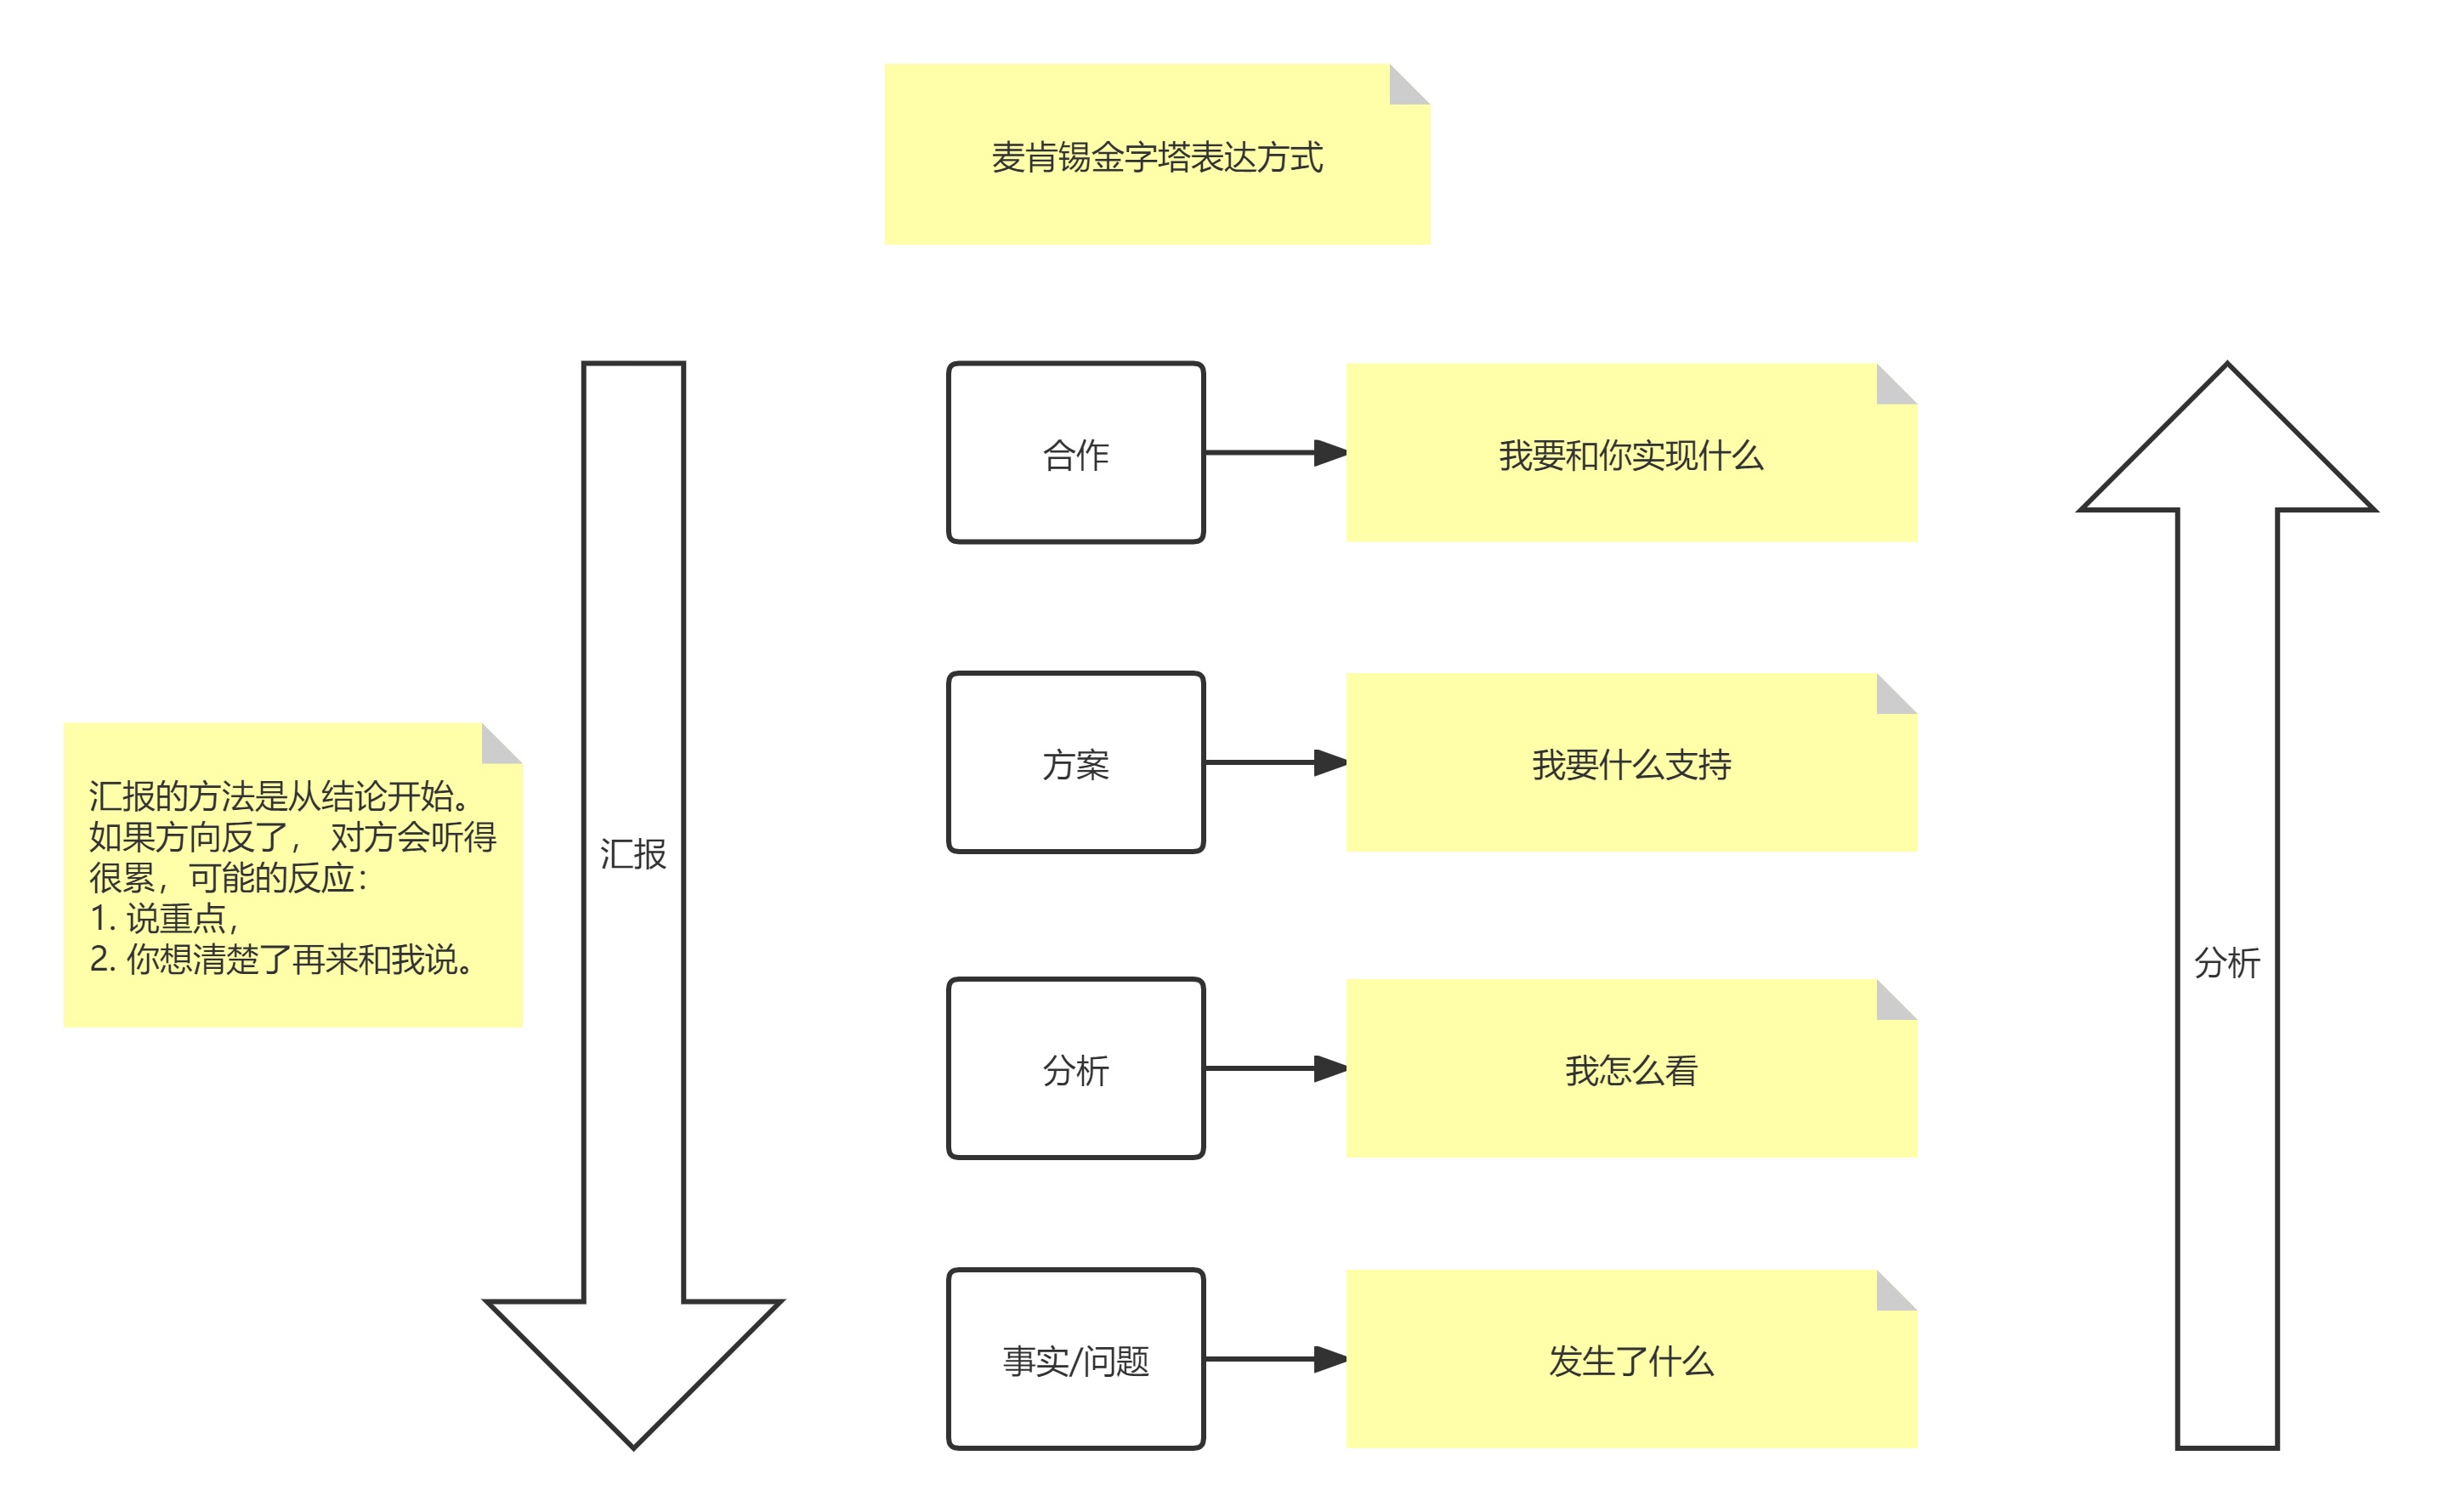 麦肯锡金字塔表达方式
合作
我要和你实现什么
方案
我要什么支持
汇报的方法是从结论开始。
如果方向反了， 对方会听得
很累，可能的反应：
1. 说重点，
2. 你想清楚了再来和我说。
汇报
分析
分析
我怎么看
事实/问题
发生了什么